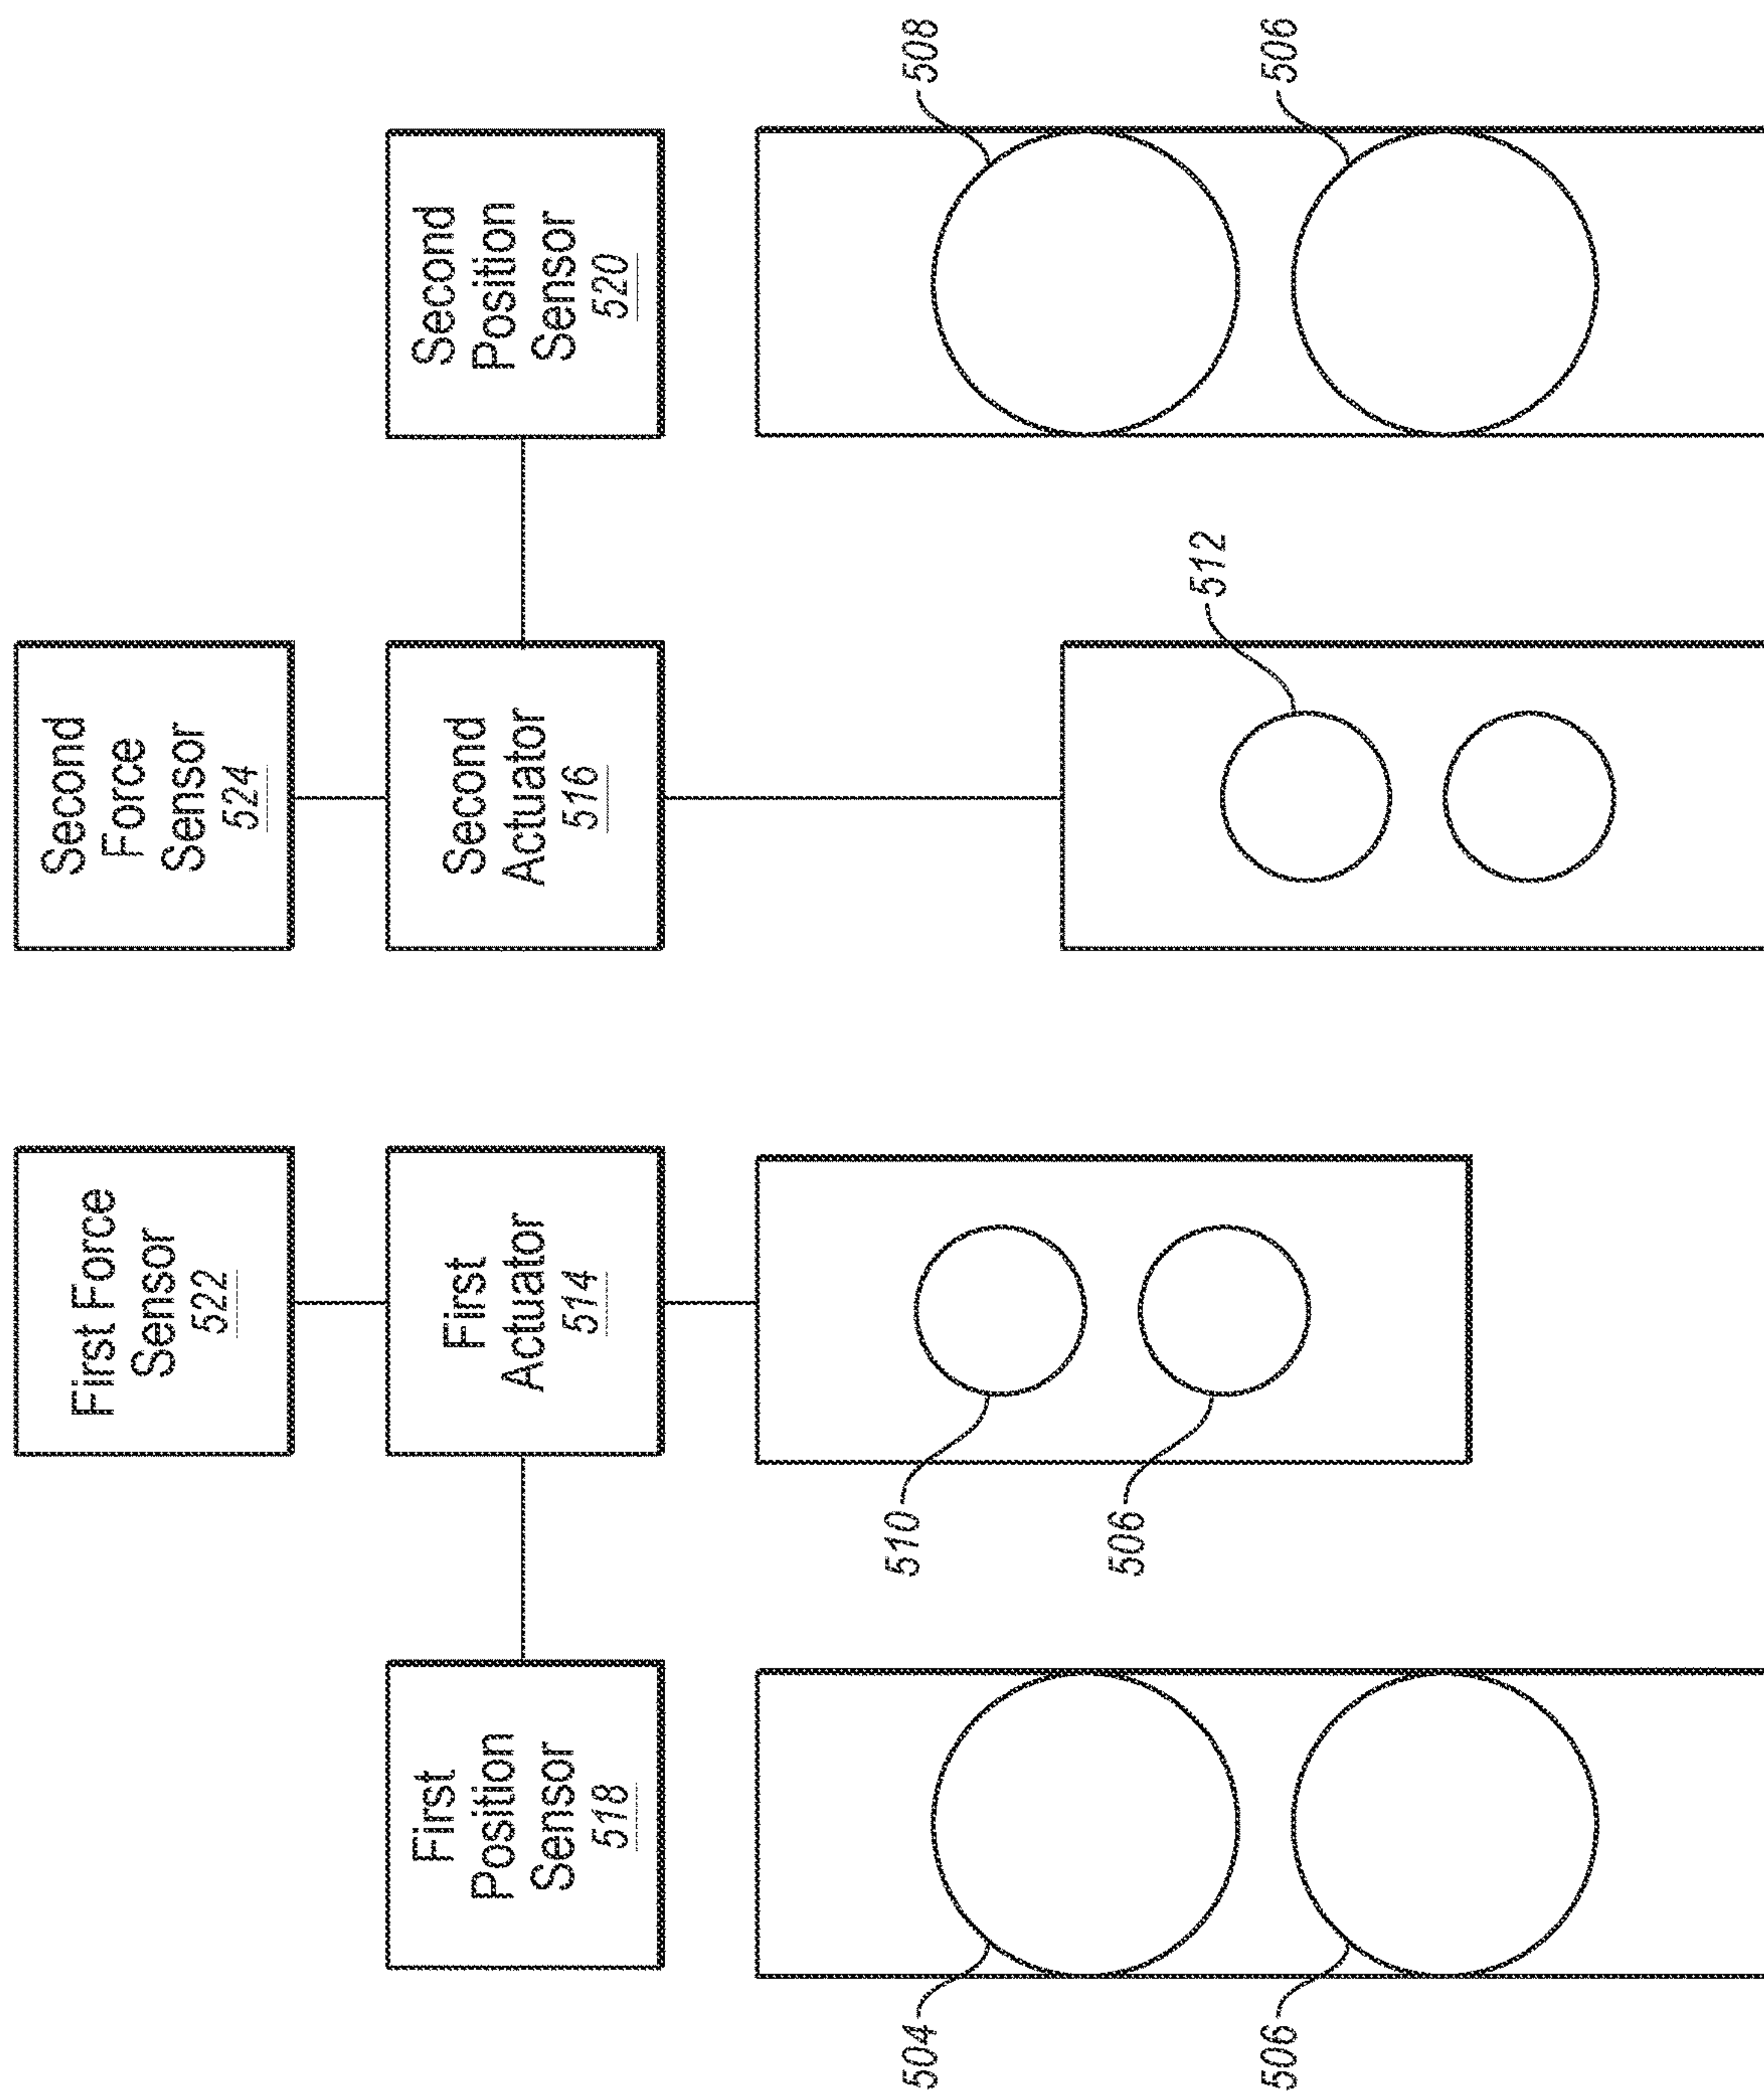 First Force
Sensor
522
Second
Force
Sensor
524
First
Position
Sensor
518
First
Actuator
514
Second
Actuator
516
Second
Position
Sensor
520
504
510
508
506
512
506
506